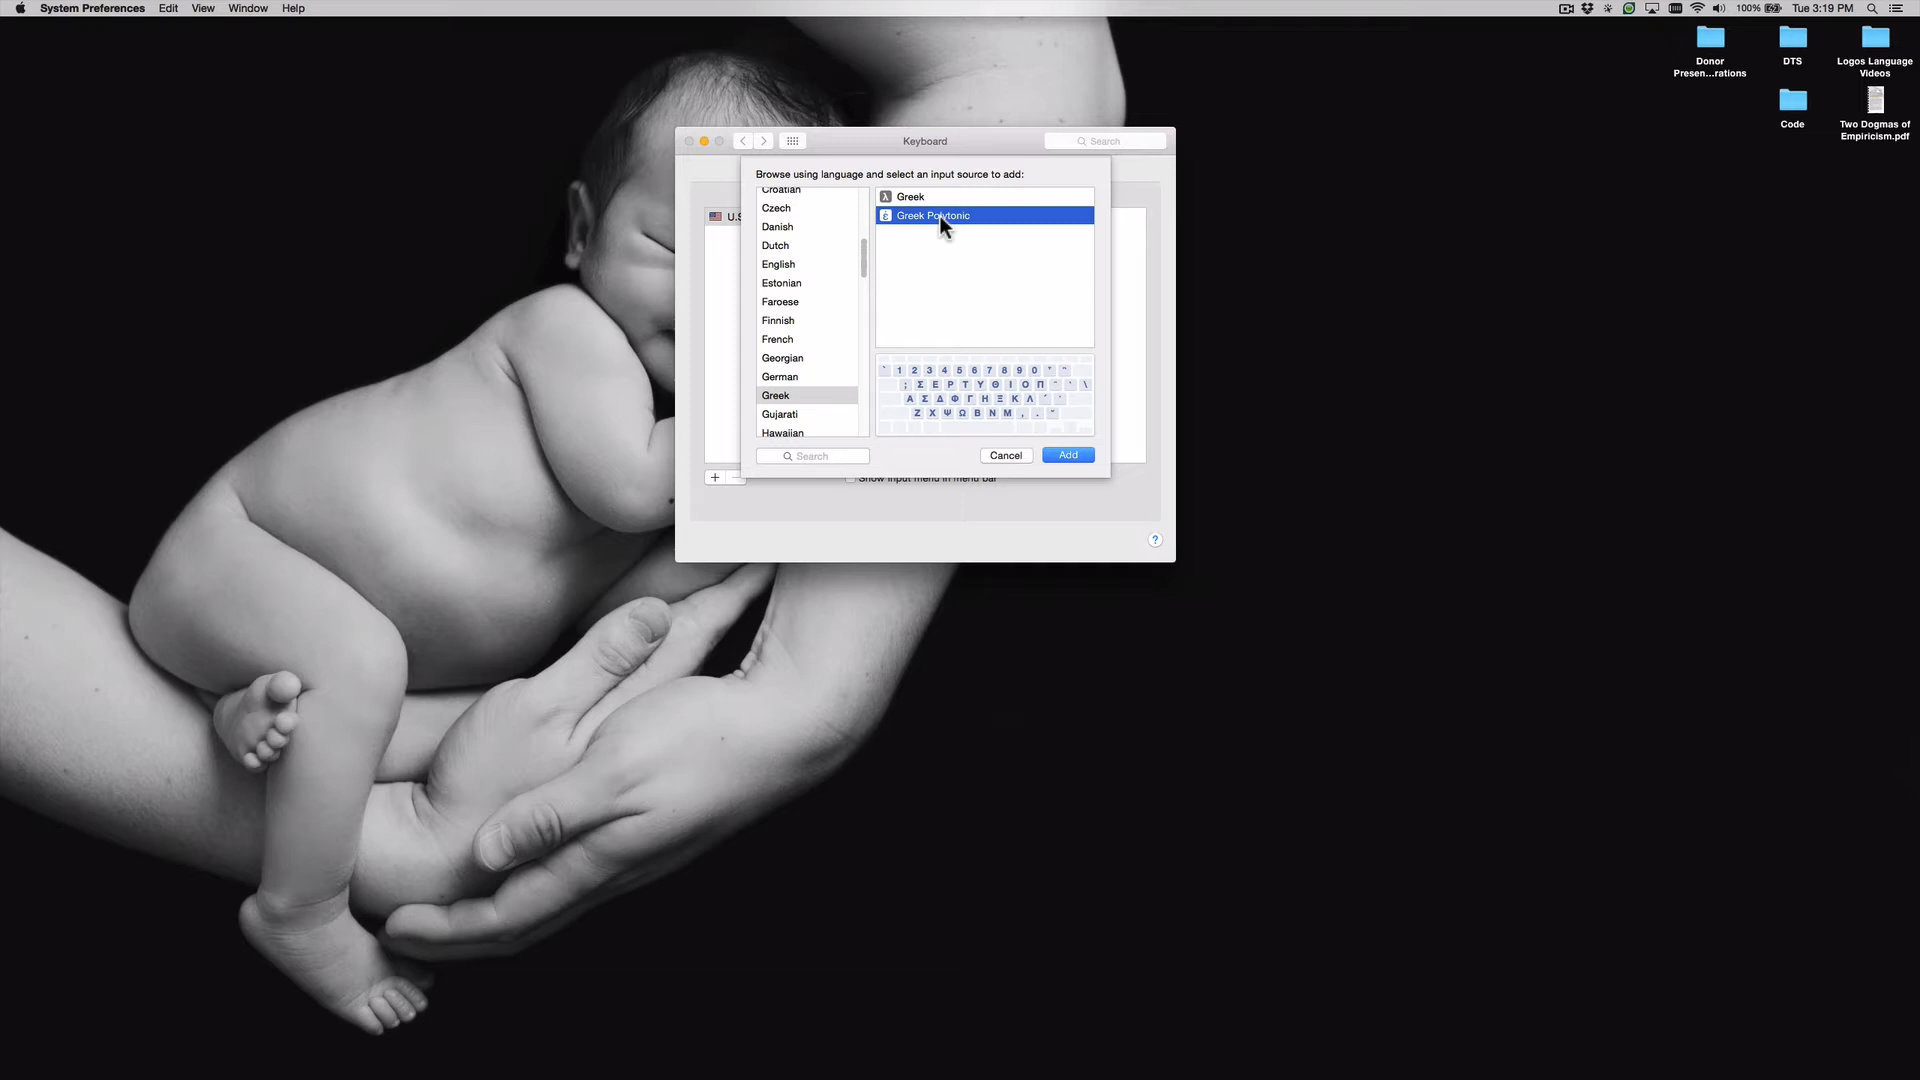 System Preferences Edit View Window Help
100% Tue 3:19 PM
Donor
Presen...rations
DTS
Logos Language
Videos
Code
Two Dogmas of
Empiricism.pdf
Keyboard
Search
Browse using language and select an input source to add:
U.S
Croatian
Czech
Danish
Dutch
English
Estonian
Faroese
Finnish
French
Georgian
German
Greek
Gujarati
Hawaiian
Search
λ Greek
έ Greek Polytonic
` 1 2 3 4 5 6 7 8 9 0
; Σ Ε Ρ Τ Υ Θ Ι Ο Π \
Α Σ Δ Φ Γ Η Ξ Κ Λ
Ζ Χ Ψ Ω Β Ν Μ , .
Cancel Add
+ −
Show Input menu in menu bar
?